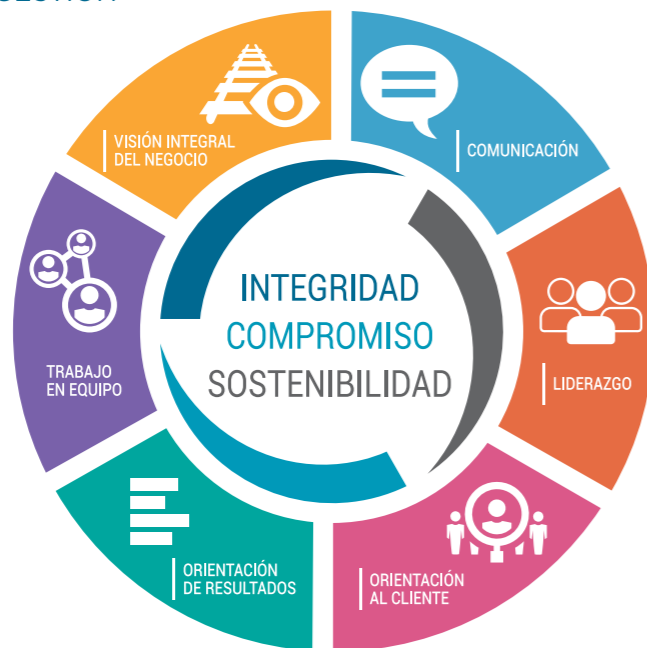 VISIÓN INTEGRAL
DEL NEGOCIO
COMUNICACIÓN
TRABAJO
EN EQUIPO
INTEGRIDAD
COMPROMISO
SOSTENIBILIDAD
LIDERAZGO
ORIENTACIÓN
DE RESULTADOS
ORIENTACIÓN
AL CLIENTE